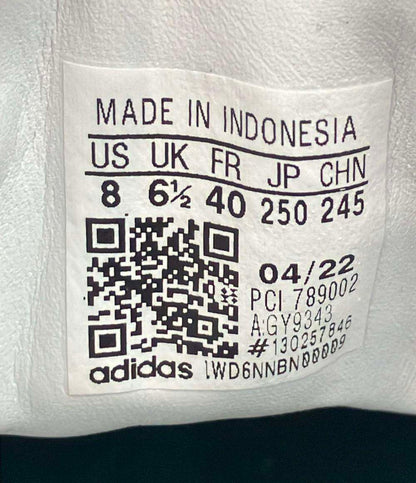 MADE IN INDONESIA
US UK FR JP CHN
8 6½ 40 250 245
04/22
PCI 789002
A:GY9343
#130257846
adidas 1WD6NNBN00009